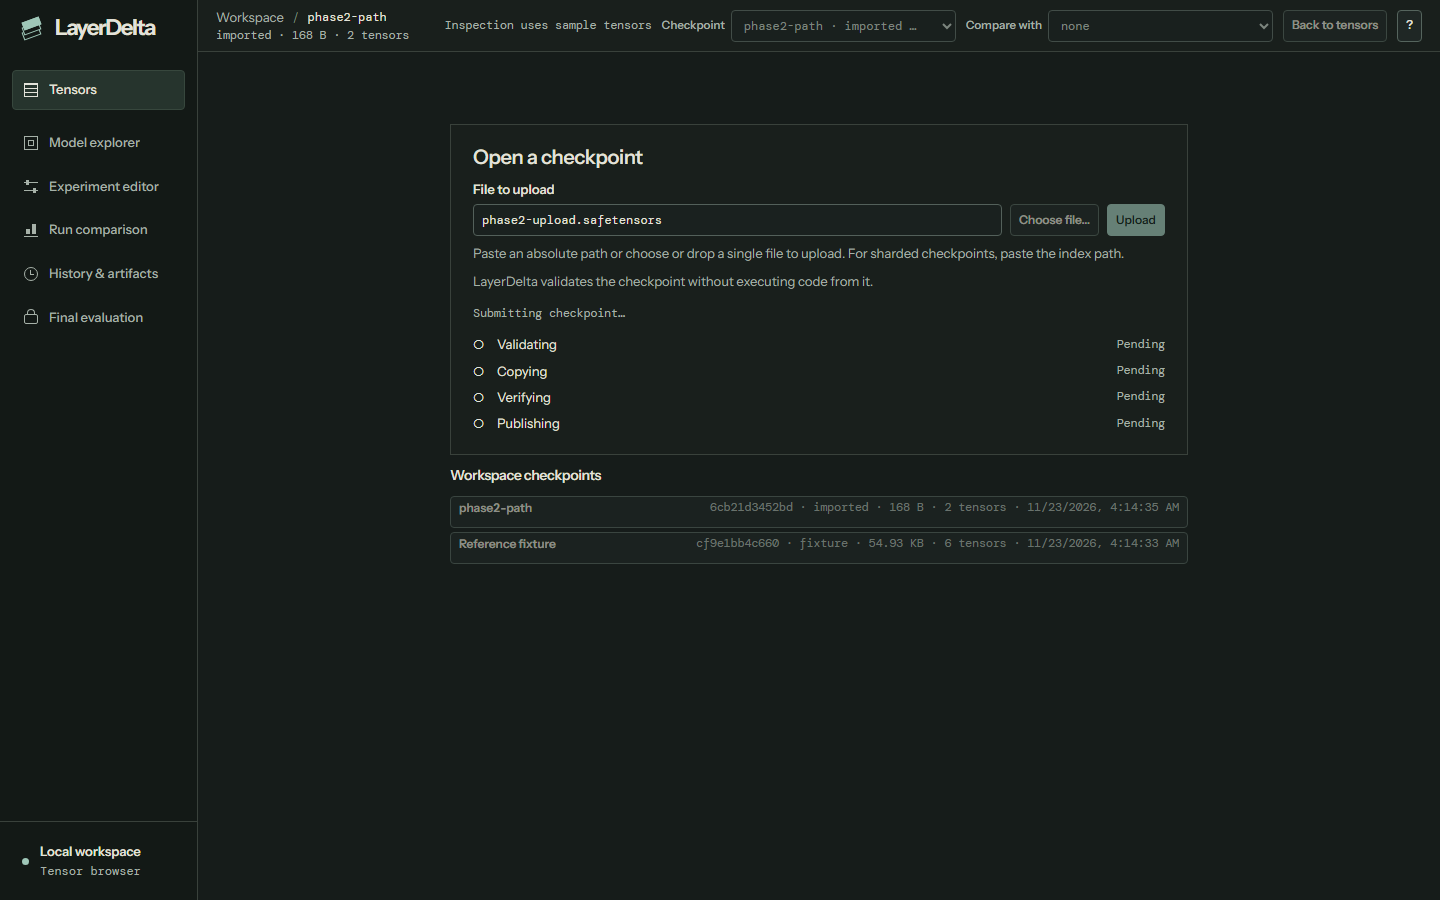 LayerDelta
Tensors
Model explorer
Experiment editor
Run comparison
History & artifacts
Final evaluation
Local workspace
Tensor browser
Workspace / phase2-path
imported · 168 B · 2 tensors
Inspection uses sample tensors
Checkpoint
phase2-path · imported …
Compare with
none
Back to tensors
?
Open a checkpoint
File to upload
phase2-upload.safetensors
Choose file...
Upload
Paste an absolute path or choose or drop a single file to upload. For sharded checkpoints, paste the index path.
LayerDelta validates the checkpoint without executing code from it.
Submitting checkpoint…
Validating Pending
Copying Pending
Verifying Pending
Publishing Pending
Workspace checkpoints
phase2-path 6cb21d3452bd · imported · 168 B · 2 tensors · 11/23/2026, 4:14:35 AM
Reference fixture cf9e1bb4c660 · fixture · 54.93 KB · 6 tensors · 11/23/2026, 4:14:33 AM